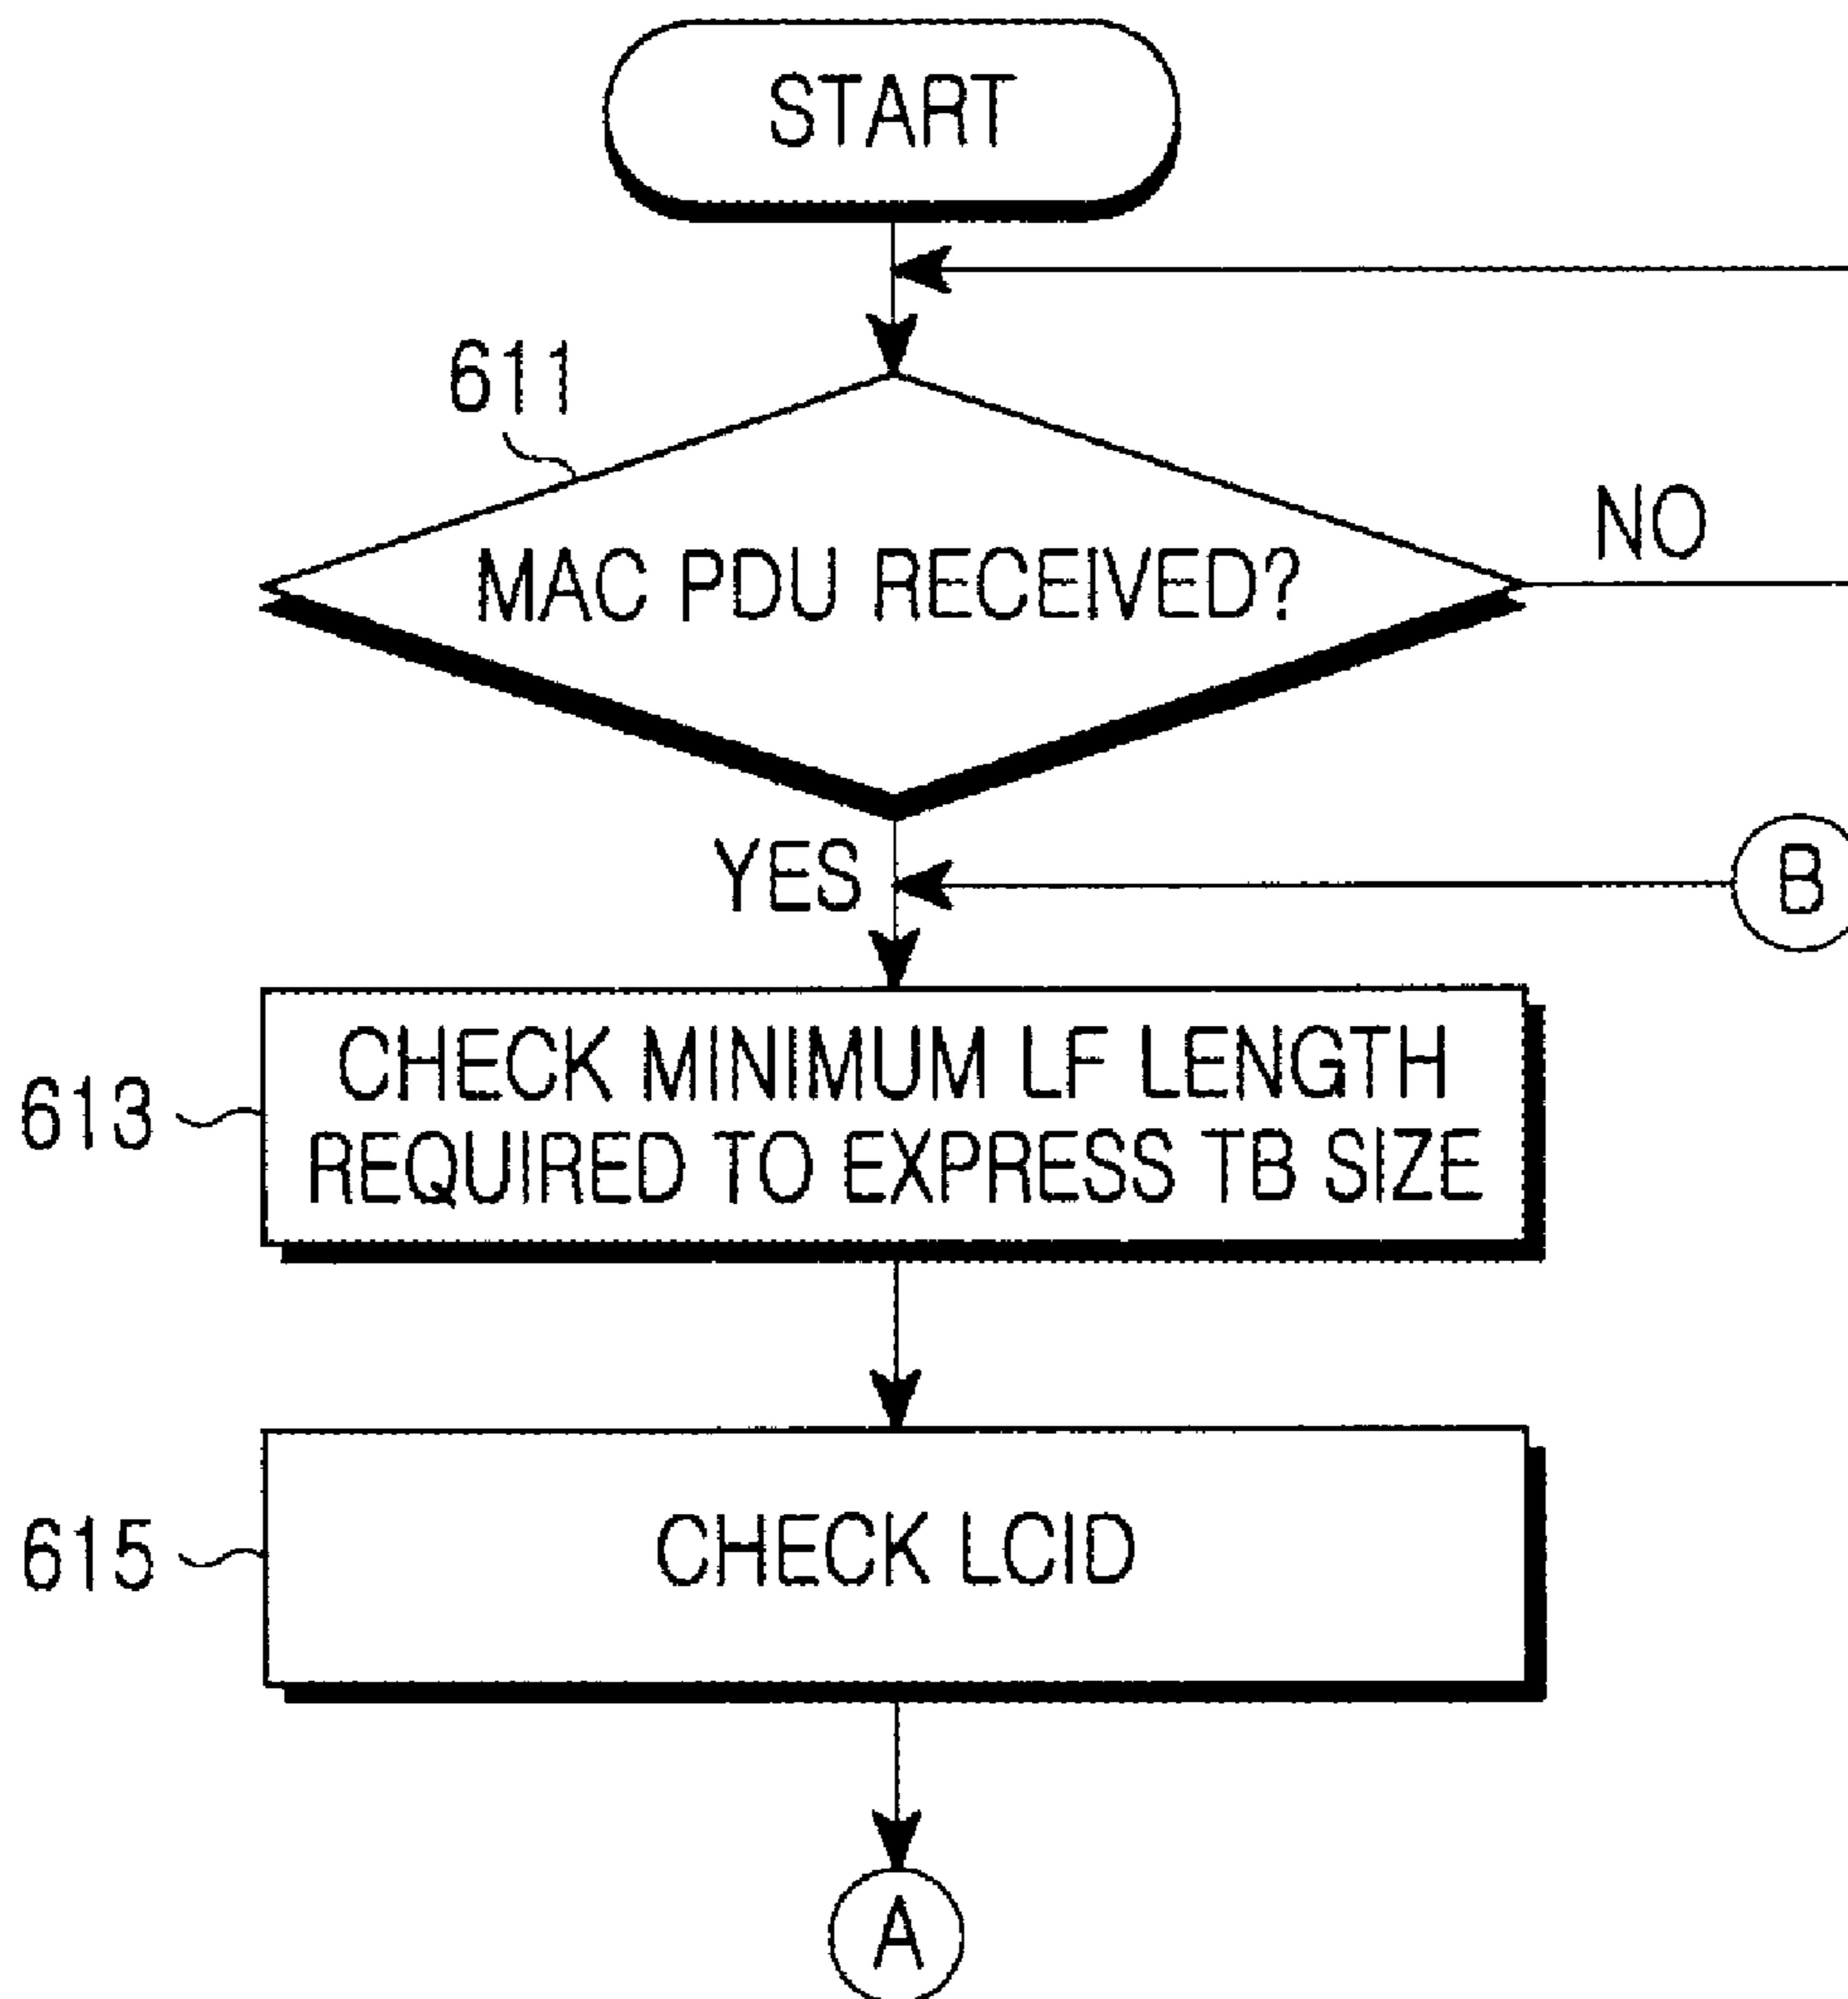 START
611
MAC PDU RECEIVED?
NO
YES
B
613
CHECK MINIMUM LF LENGTH
REQUIRED TO EXPRESS TB SIZE
615
CHECK LCID
A